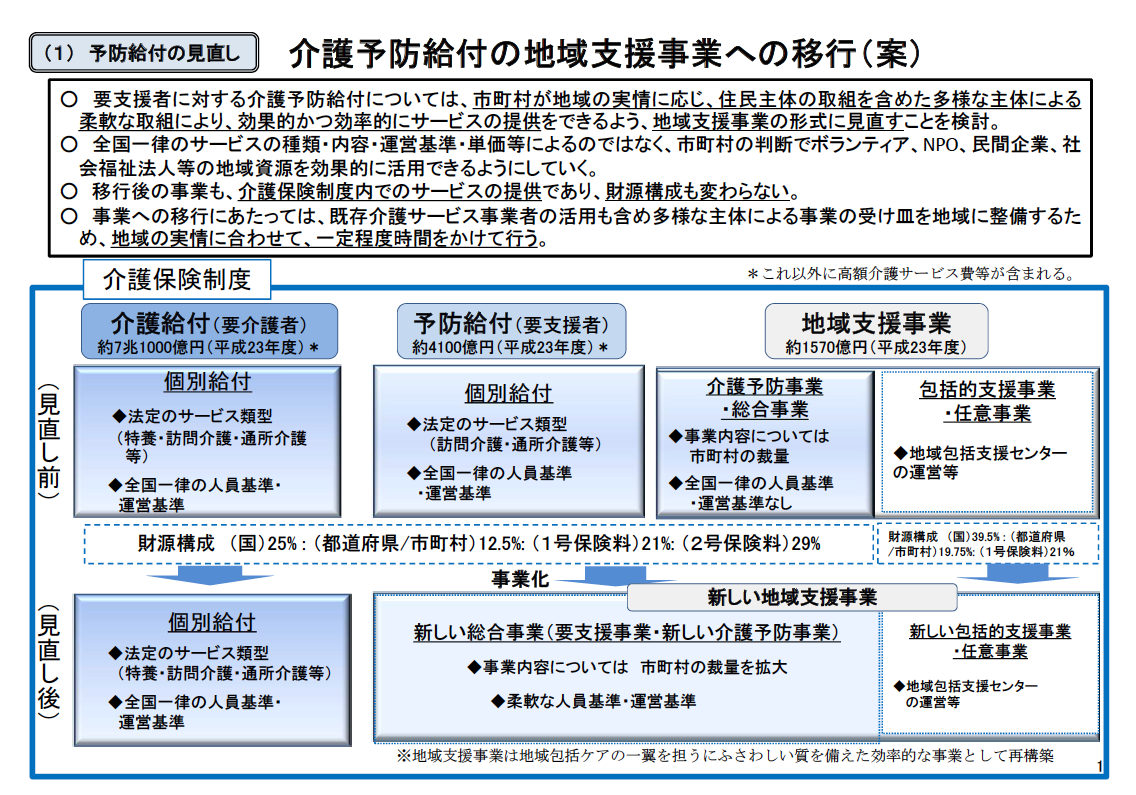 （１） 予防給付の見直し
介護予防給付の地域支援事業への移行（案）
○ 要支援者に対する介護予防給付については、市町村が地域の実情に応じ、住民主体の取組を含めた多様な主体による
柔軟な取組により、効果的かつ効率的にサービスの提供をできるよう、地域支援事業の形式に見直すことを検討。
○ 全国一律のサービスの種類・内容・運営基準・単価等によるのではなく、市町村の判断でボランティア、NPO、民間企業、社
会福祉法人等の地域資源を効果的に活用できるようにしていく。
○ 移行後の事業も、介護保険制度内でのサービスの提供であり、財源構成も変わらない。
○ 事業への移行にあたっては、既存介護サービス事業者の活用も含め多様な主体による事業の受け皿を地域に整備するた
め、地域の実情に合わせて、一定程度時間をかけて行う。
＊これ以外に高額介護サービス費等が含まれる。
介護保険制度
介護給付（要介護者）
約7兆1000億円（平成23年度）＊
予防給付（要支援者）
約4100億円（平成23年度）＊
地域支援事業
約1570億円（平成23年度）
（見直し前）
個別給付
◆法定のサービス類型
（特養・訪問介護・通所介護
等）
◆全国一律の人員基準・
運営基準
個別給付
◆法定のサービス類型
（訪問介護・通所介護等）
◆全国一律の人員基準
・運営基準
介護予防事業
・総合事業
◆事業内容については
市町村の裁量
◆全国一律の人員基準
・運営基準なし
包括的支援事業
・任意事業
◆地域包括支援センター
の運営等
財源構成 （国）25%：（都道府県/市町村）12.5%：（１号保険料）21%：（２号保険料）29%
財源構成 （国）39.5%：（都道府県
/市町村）19.75%：（１号保険料）21%
事業化
（見直し後）
個別給付
◆法定のサービス類型
（特養・訪問介護・通所介護等）
◆全国一律の人員基準・
運営基準
新しい地域支援事業
新しい総合事業（要支援事業・新しい介護予防事業）
◆事業内容については 市町村の裁量を拡大
◆柔軟な人員基準・運営基準
新しい包括的支援事業
・任意事業
◆地域包括支援センター
の運営等
※地域支援事業は地域包括ケアの一翼を担うにふさわしい質を備えた効率的な事業として再構築
1